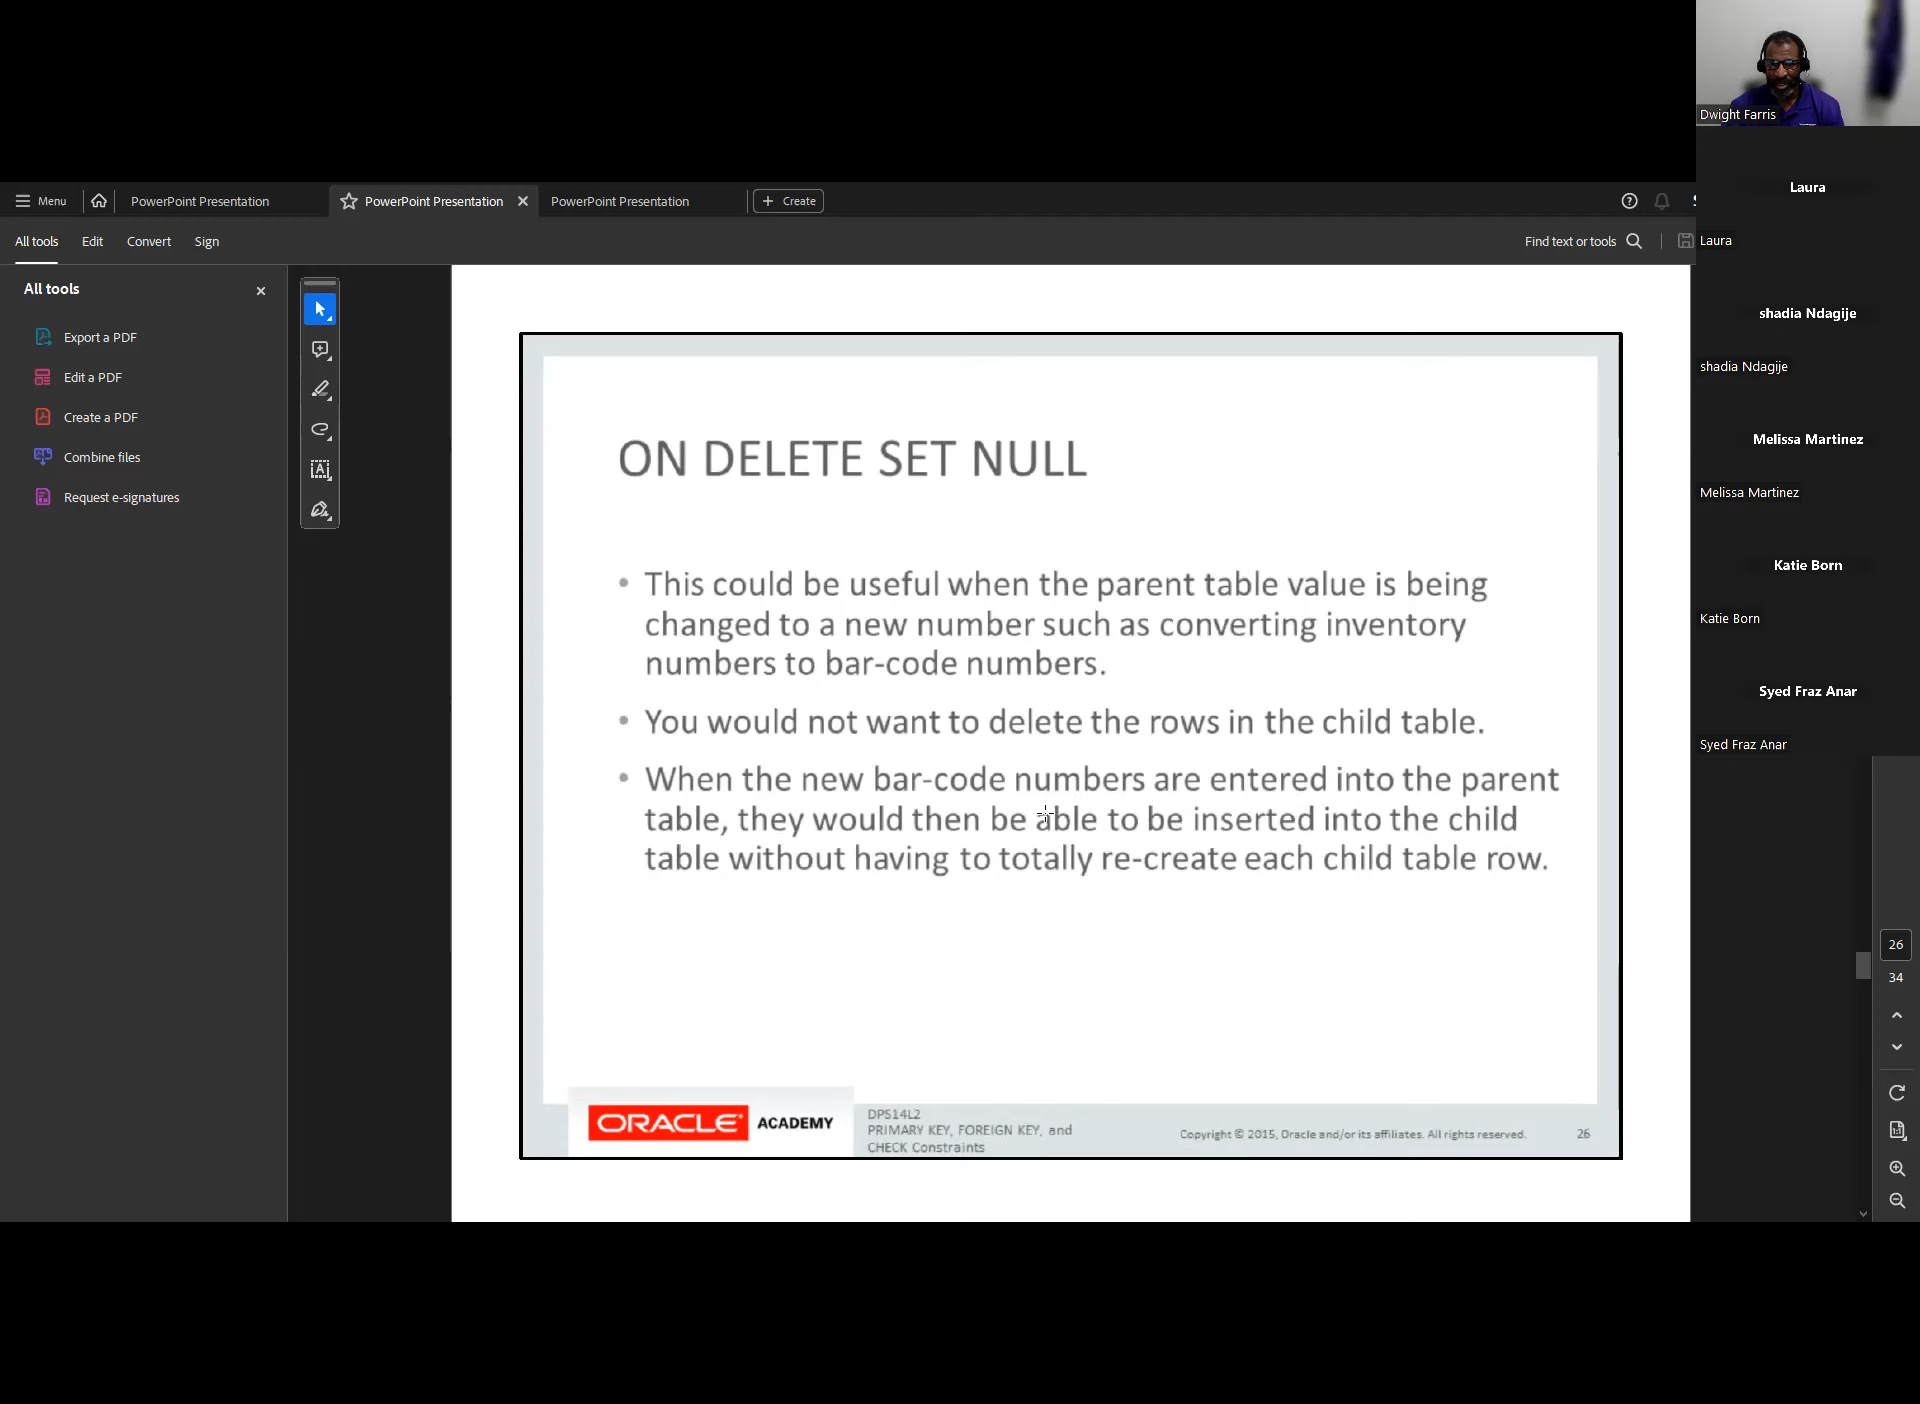 Dwight Farris
Menu
PowerPoint Presentation
PowerPoint Presentation
PowerPoint Presentation
Create
All tools
Edit
Convert
Sign
Find text or tools
All tools
Export a PDF
Edit a PDF
Create a PDF
Combine files
Request e-signatures
ON DELETE SET NULL
• This could be useful when the parent table value is being
changed to a new number such as converting inventory
numbers to bar-code numbers.
• You would not want to delete the rows in the child table.
• When the new bar-code numbers are entered into the parent
table, they would then be able to be inserted into the child
table without having to totally re-create each child table row.
ORACLE ACADEMY
DPS14L2
PRIMARY KEY, FOREIGN KEY, and
CHECK Constraints
Copyright © 2015, Oracle and/or its affiliates. All rights reserved.
26
Laura
Laura
shadia Ndagije
shadia Ndagije
Melissa Martinez
Melissa Martinez
Katie Born
Katie Born
Syed Fraz Anar
Syed Fraz Anar
26
34